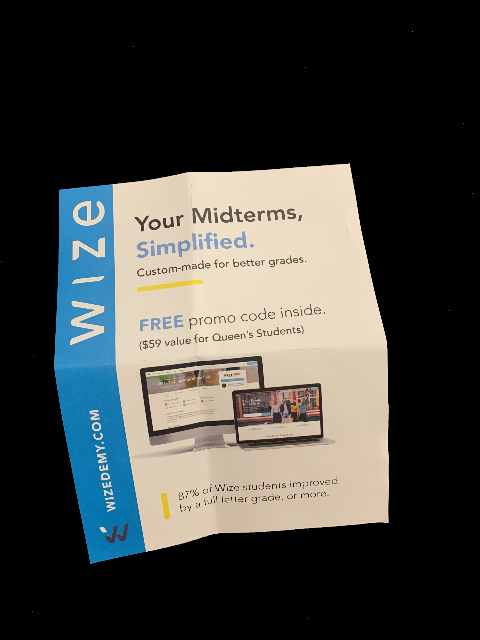 wize
Your Midterms,
Simplified.
Custom-made for better grades.
FREE promo code inside.
($59 value for Queen's Students)
WIZEDEMY.COM
87% of Wize students improved
by a full letter grade, or more.